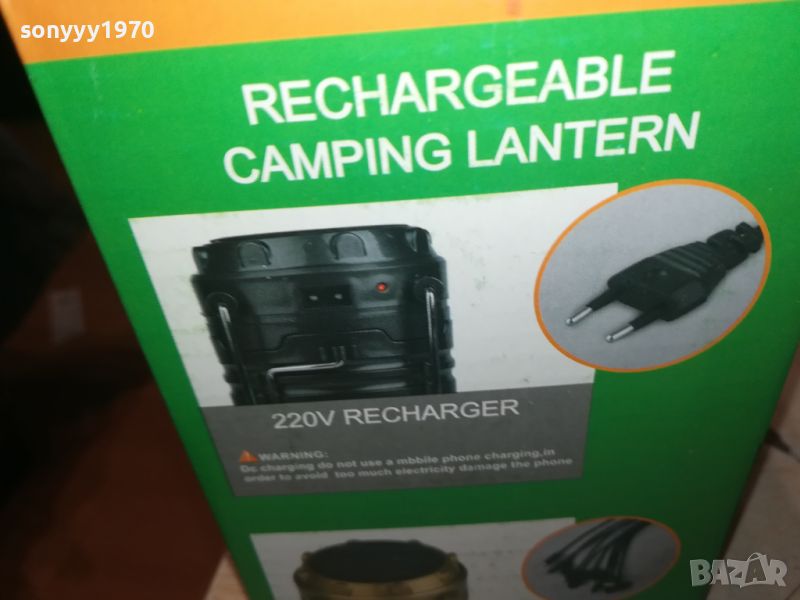 sonyyy1970
RECHARGEABLE
CAMPING LANTERN
220V RECHARGER
WARNING:
Dc charging do not use a mbbile phone charging,in
order to avoid too much electricity damage the phone
BAZAR